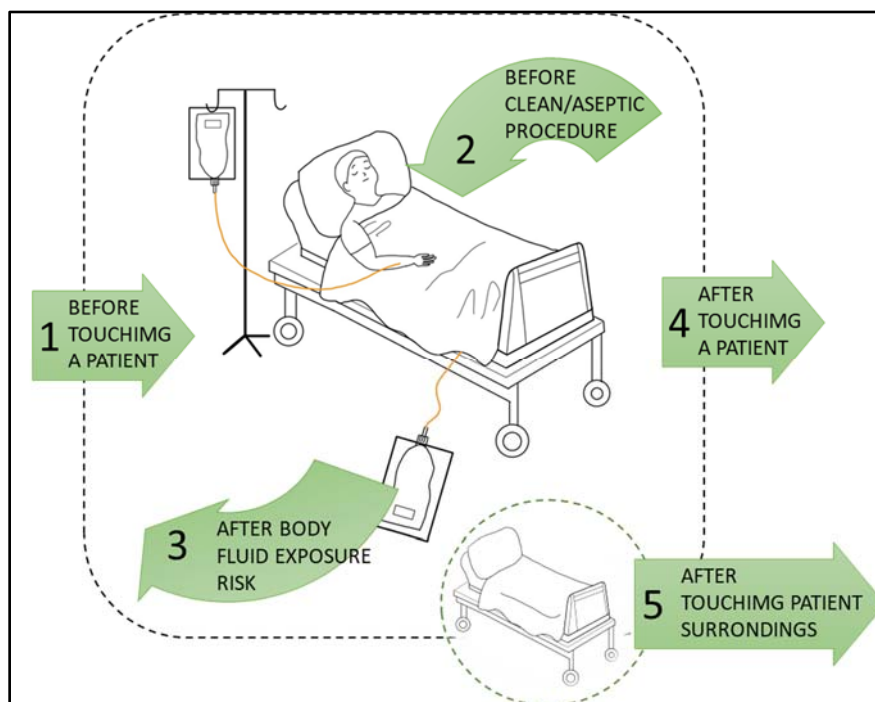 1
BEFORE
TOUCHIMG
A PATIENT
2
BEFORE
CLEAN/ASEPTIC
PROCEDURE
3
AFTER BODY
FLUID EXPOSURE
RISK
4
AFTER
TOUCHIMG
A PATIENT
5
AFTER
TOUCHIMG PATIENT
SURRONDINGS